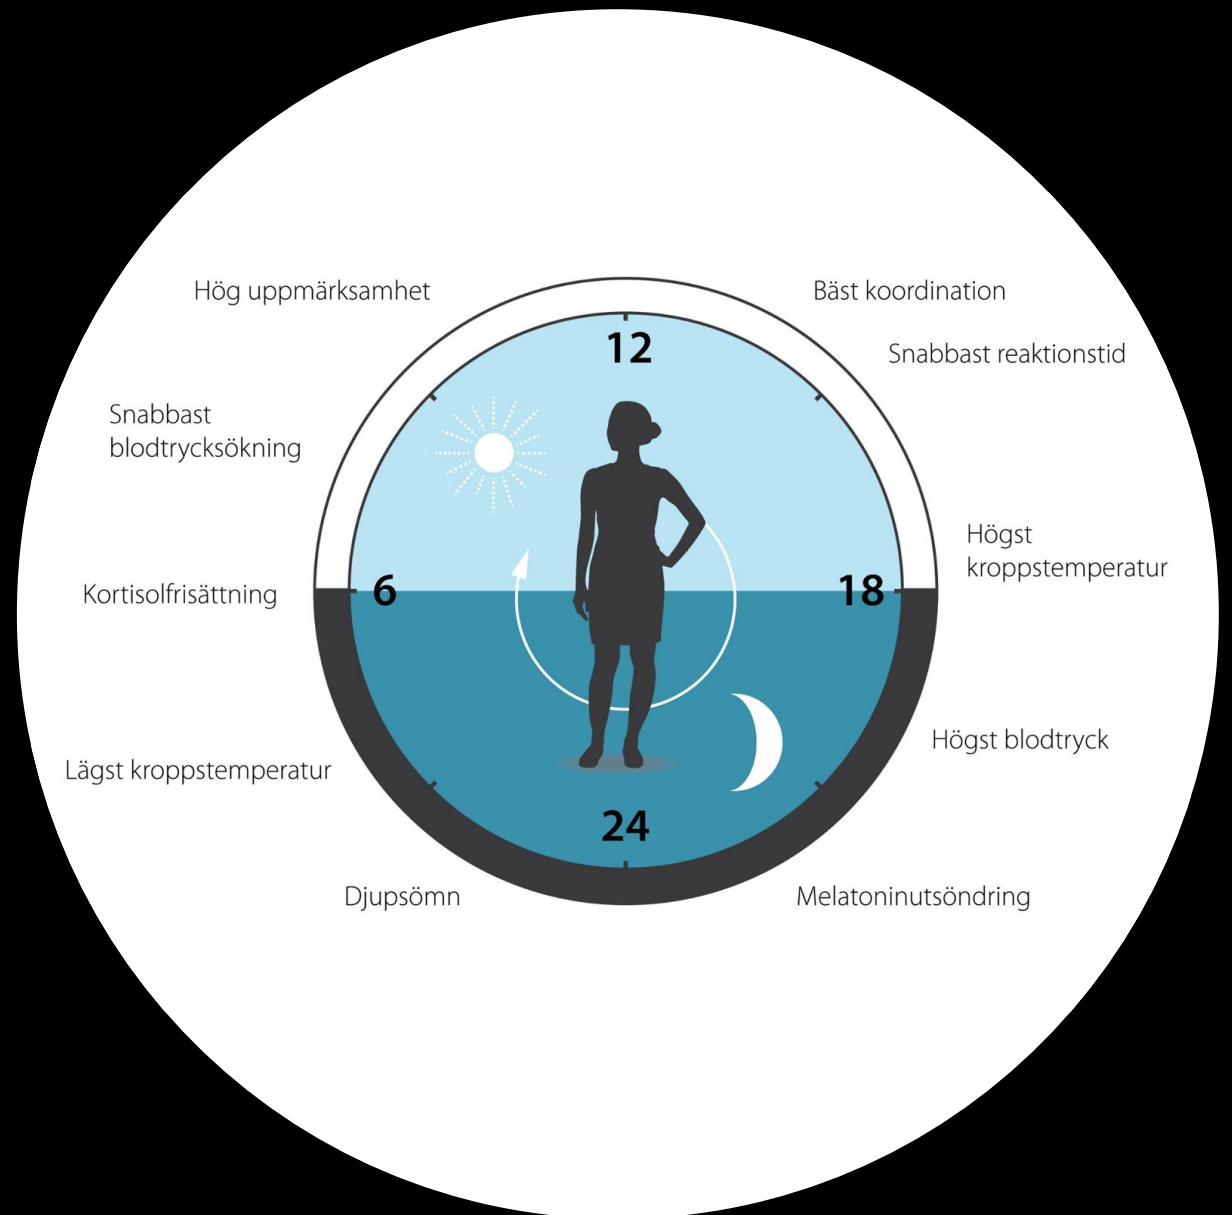 Hög uppmärksamhet
Bäst koordination
12
Snabbast reaktionstid
Snabbast
blodtrycksökning
Högst
kroppstemperatur
Kortisolfrisättning
6
18
Högst blodtryck
Lägst kroppstemperatur
24
Djupsömn
Melatoninutsöndring